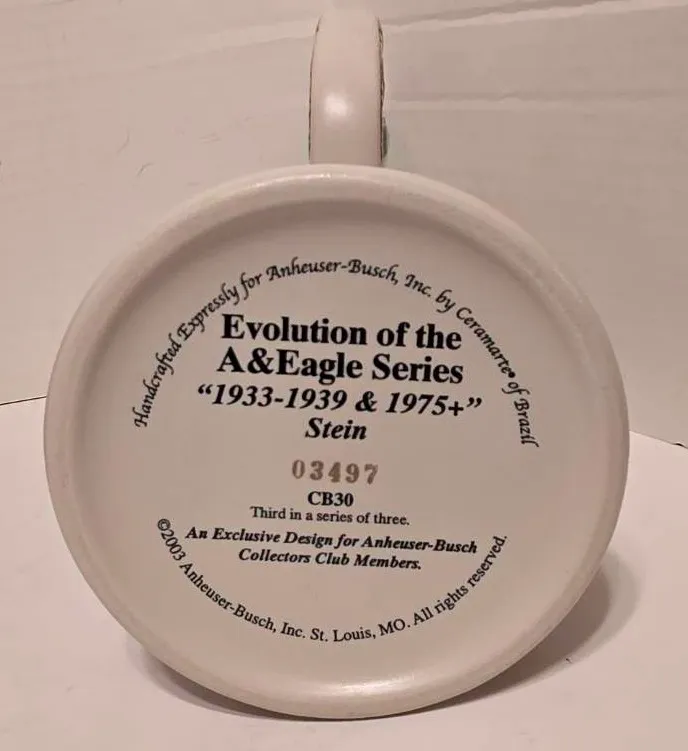 Handcrafted Expressly for Anheuser-Busch, Inc. by Ceramarte® of Brazil
Evolution of the
A&Eagle Series
“1933-1939 & 1975+”
Stein
03497
CB30
Third in a series of three.
An Exclusive Design for Anheuser-Busch
Collectors Club Members.
©2003 Anheuser-Busch, Inc. St. Louis, MO. All rights reserved.